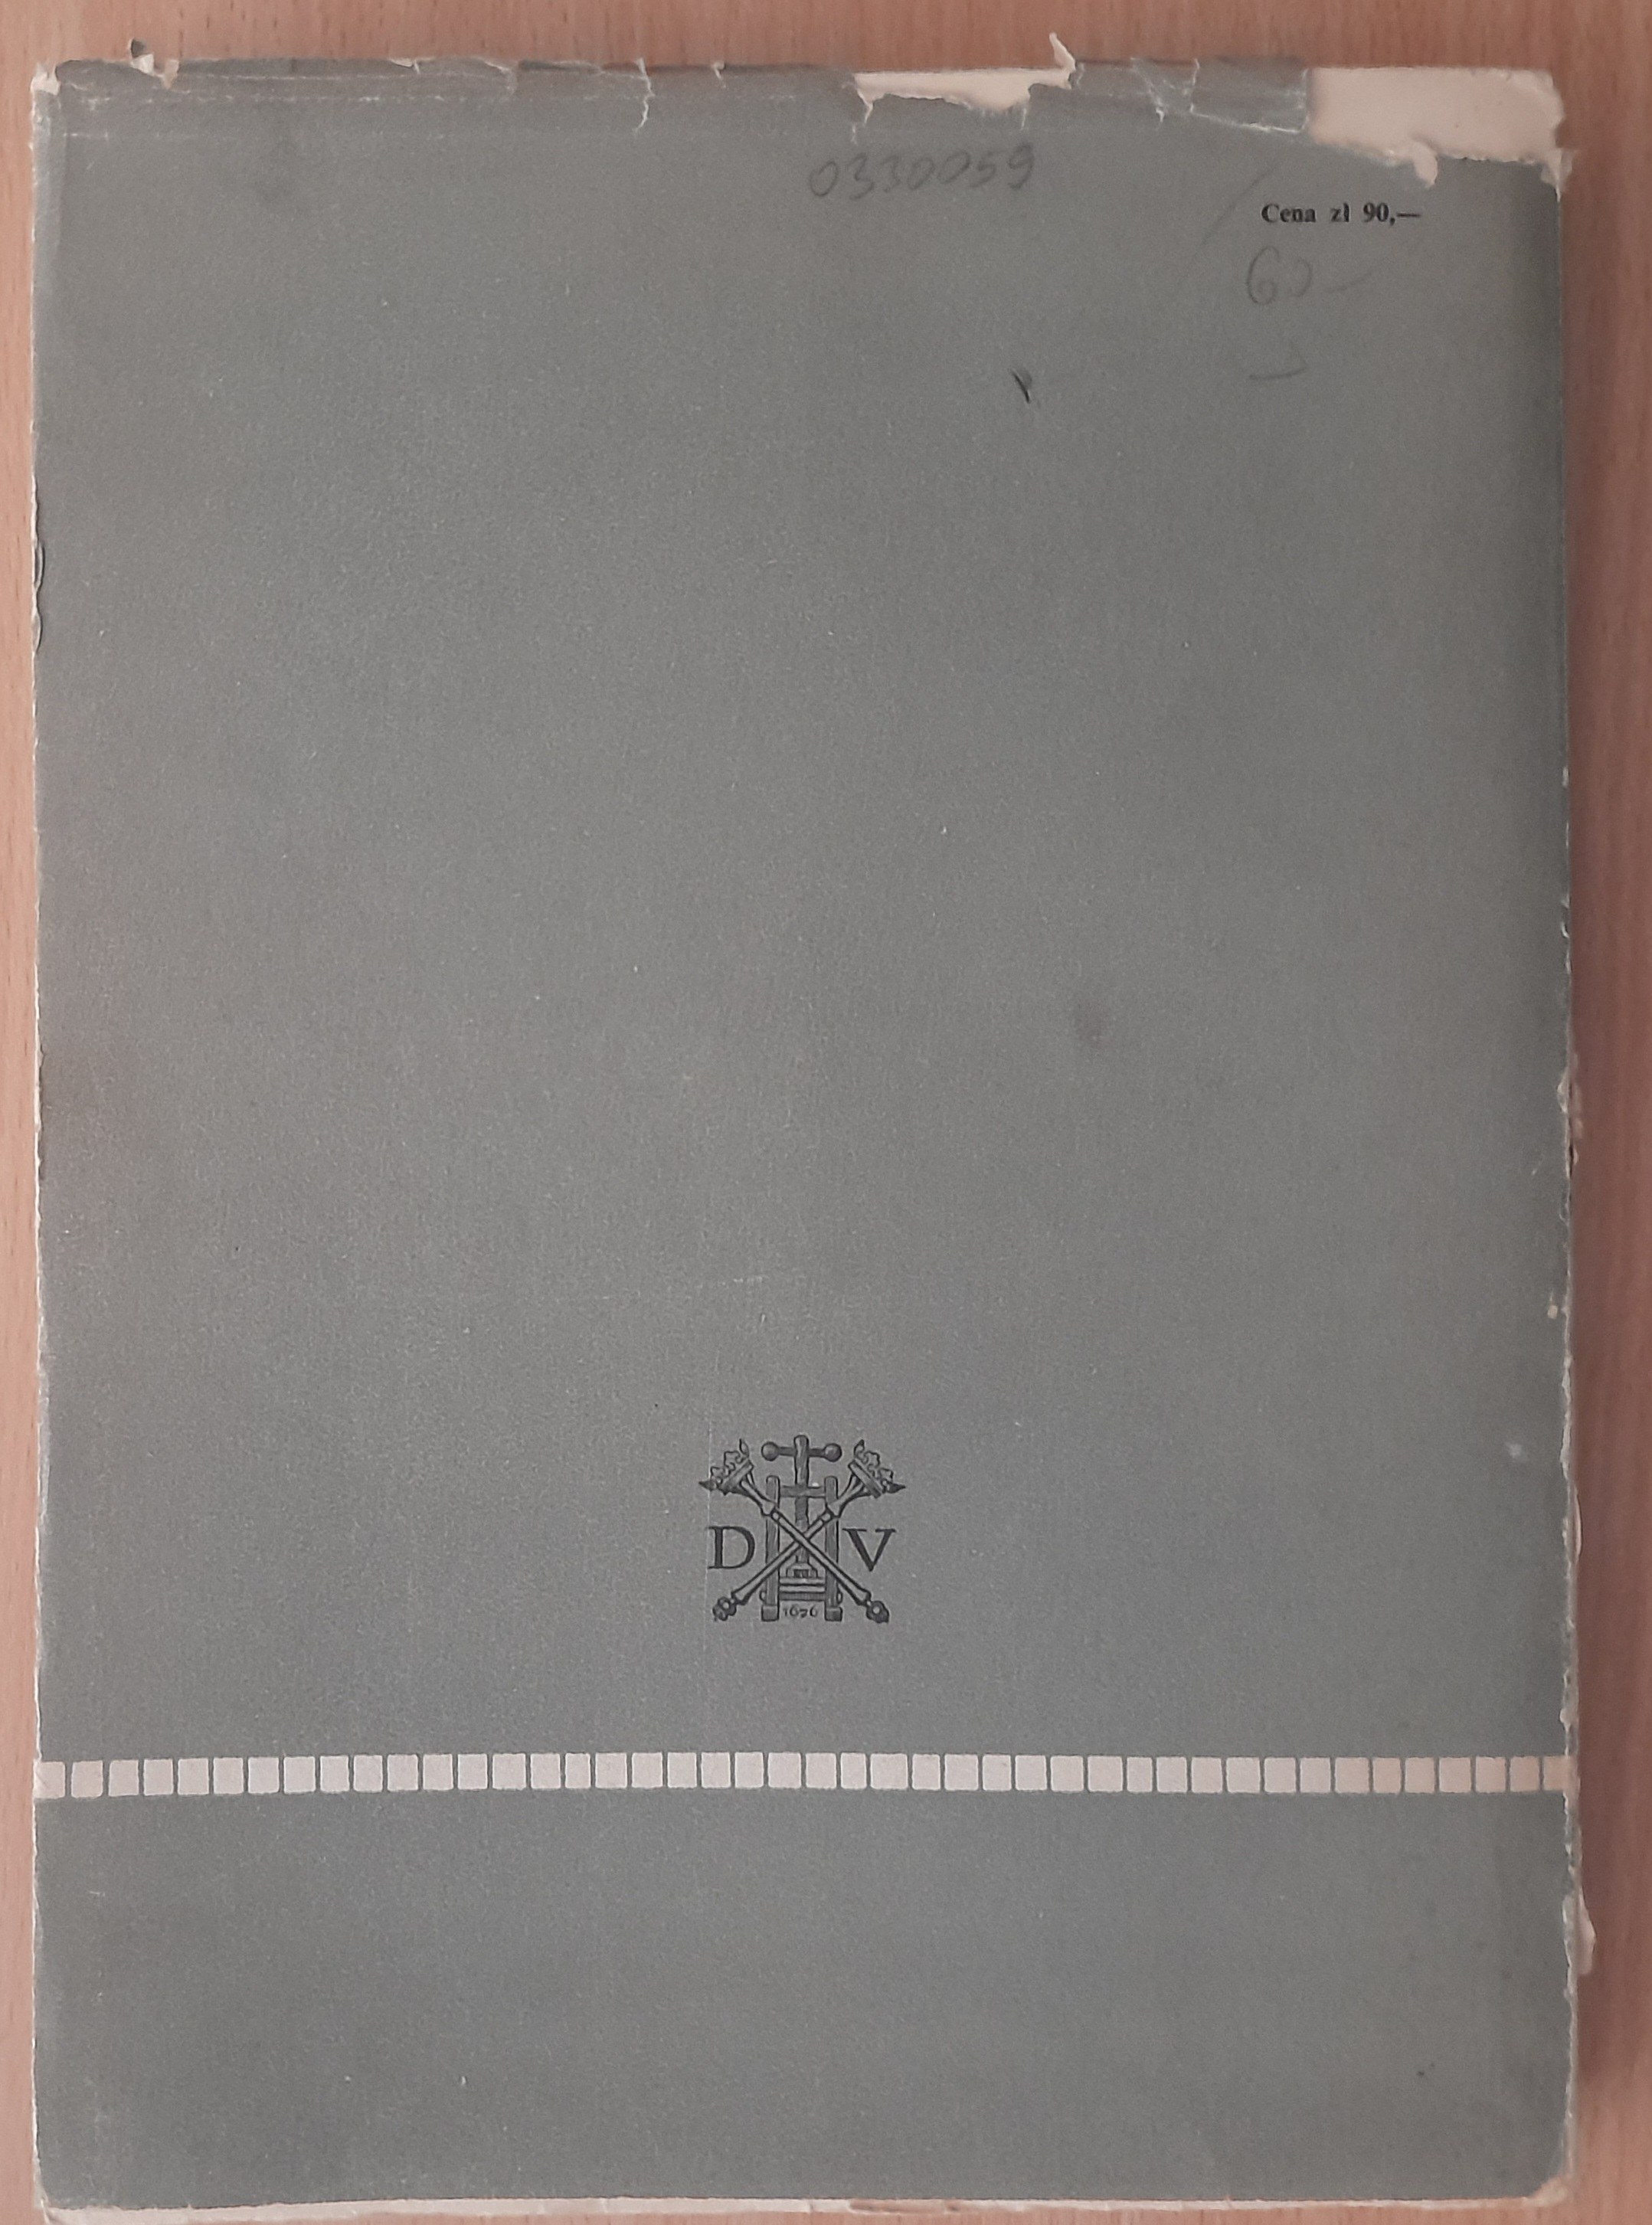 0330059
Cena zł 90,—
60-
D V
1676